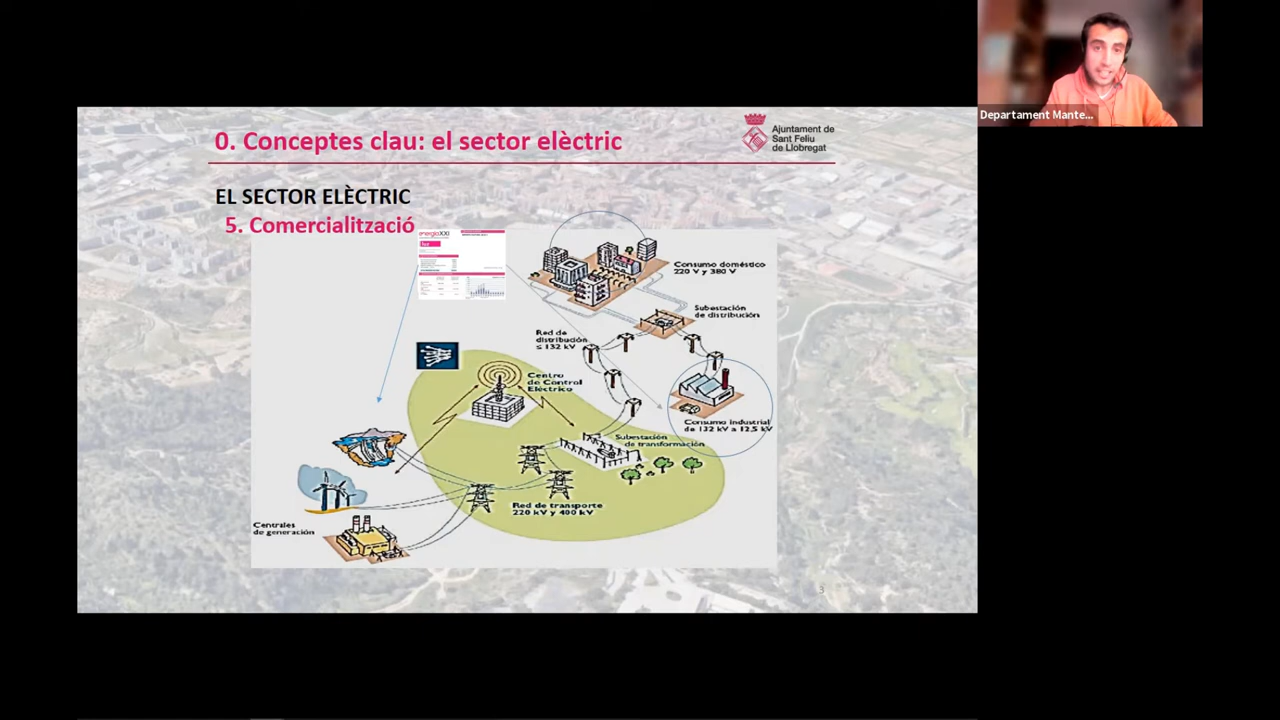 Departament Mante...
0. Conceptes clau: el sector elèctric
Ajuntament de
Sant Feliu
de Llobregat
EL SECTOR ELÈCTRIC
5. Comercialització
energíaXXI
Consumo doméstico
220 V y 380 V
Subestación
de distribución
Red de
distribución
≤ 132 kV
Centro
de Control
Eléctrico
Consumo industrial
de 132 kV a 12,5 kV
Subestación
de transformación
Red de transporte
220 kV y 400 kV
Centrales
de generación
3